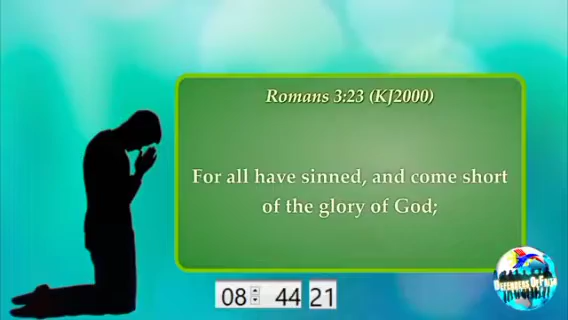 Romans 3:23 (KJ2000)
For all have sinned, and come short
of the glory of God;
08 44 21